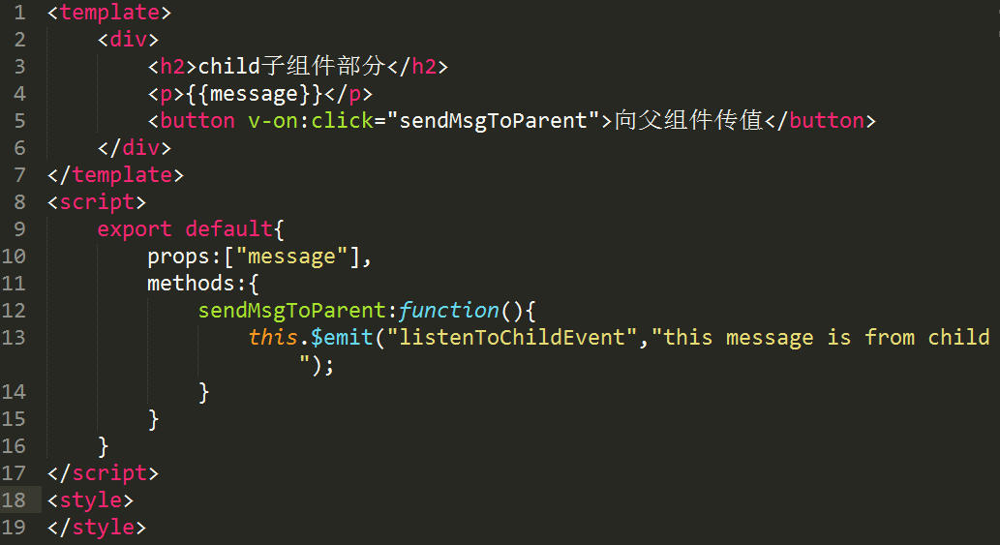 1 <template>
2     <div>
3         <h2>child子组件部分</h2>
4         <p>{{message}}</p>
5         <button v-on:click="sendMsgToParent">向父组件传值</button>
6     </div>
7 </template>
8 <script>
9     export default{
10         props:["message"],
11         methods:{
12             sendMsgToParent:function(){
13                 this.$emit("listenToChildEvent","this message is from child
                    ");
14             }
15         }
16     }
17 </script>
18 <style>
19 </style>